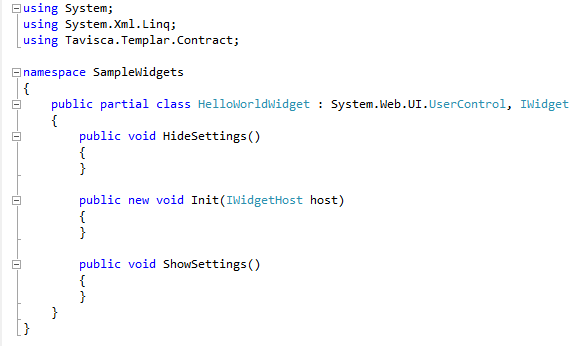 using System;
using System.Xml.Linq;
using Tavisca.Templar.Contract;

namespace SampleWidgets
{
    public partial class HelloWorldWidget : System.Web.UI.UserControl, IWidget
    {
        public void HideSettings()
        {
        }

        public new void Init(IWidgetHost host)
        {
        }

        public void ShowSettings()
        {
        }
    }
}